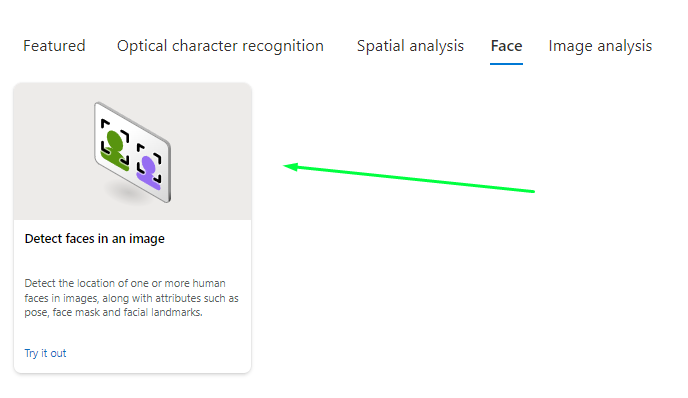 Featured Optical character recognition Spatial analysis Face Image analysis
Detect faces in an image
Detect the location of one or more human
faces in images, along with attributes such as
pose, face mask and facial landmarks.
Try it out